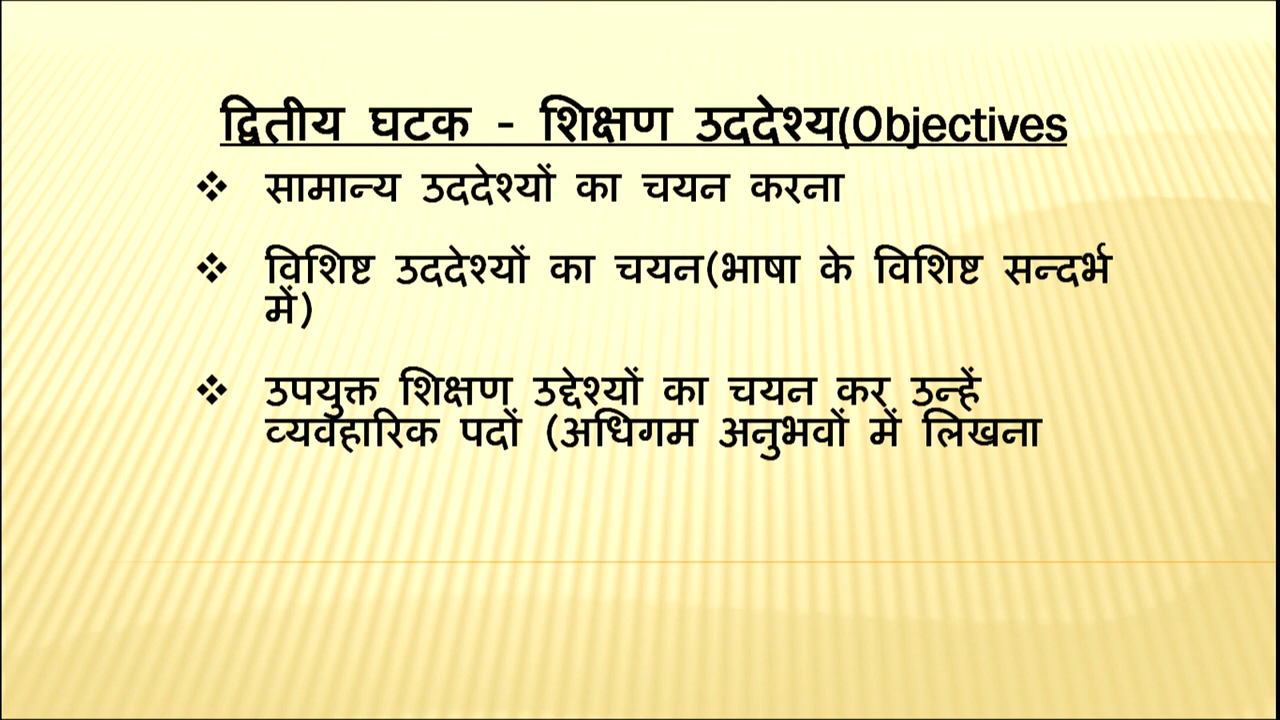 द्वितीय घटक - शिक्षण उददेश्य(Objectives
❖ सामान्य उददेश्यों का चयन करना
❖ विशिष्ट उददेश्यों का चयन(भाषा के विशिष्ट सन्दर्भ
में)
❖ उपयुक्त शिक्षण उद्देश्यों का चयन कर उन्हें
व्यवहारिक पदों (अधिगम अनुभवों में लिखना